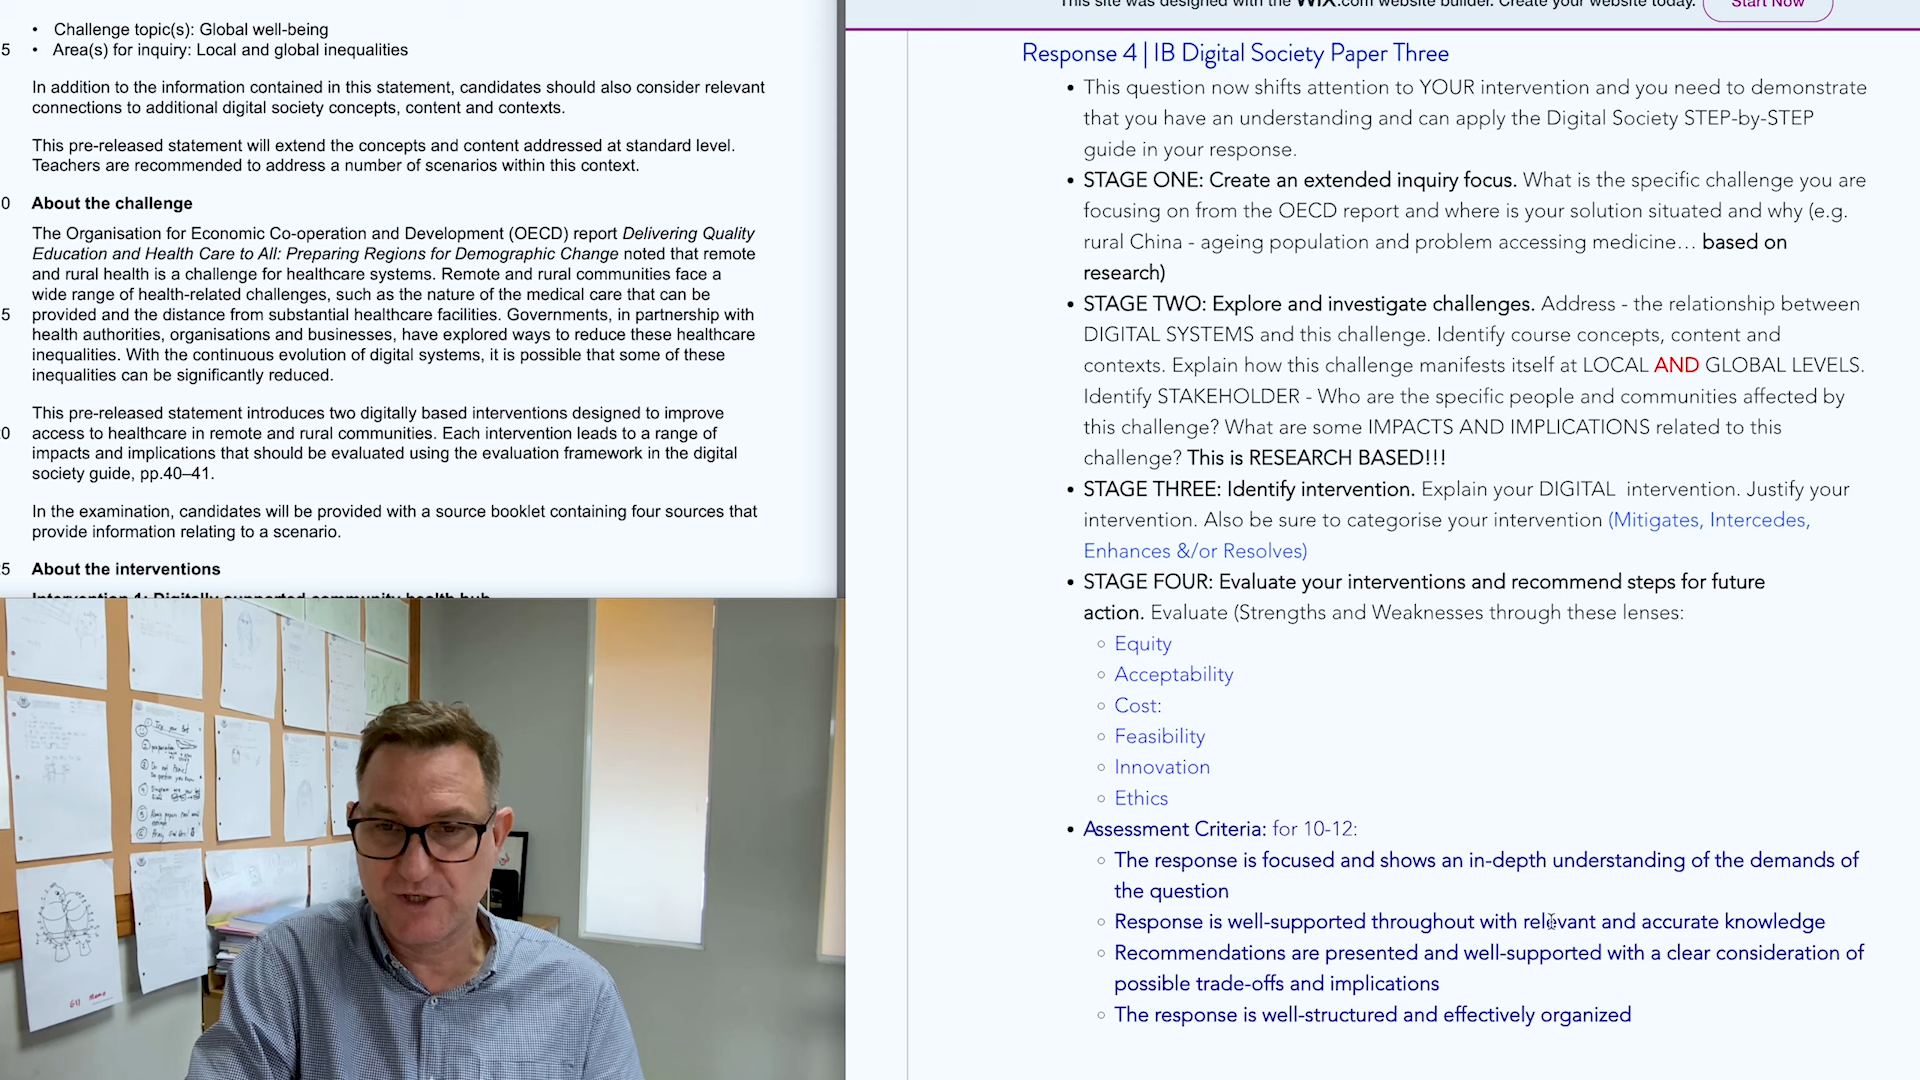 • Challenge topic(s): Global well-being
5 • Area(s) for inquiry: Local and global inequalities
In addition to the information contained in this statement, candidates should also consider relevant
connections to additional digital society concepts, content and contexts.
This pre-released statement will extend the concepts and content addressed at standard level.
Teachers are recommended to address a number of scenarios within this context.
0 About the challenge
The Organisation for Economic Co-operation and Development (OECD) report Delivering Quality
Education and Health Care to All: Preparing Regions for Demographic Change noted that remote
and rural health is a challenge for healthcare systems. Remote and rural communities face a
wide range of health-related challenges, such as the nature of the medical care that can be
5 provided and the distance from substantial healthcare facilities. Governments, in partnership with
health authorities, organisations and businesses, have explored ways to reduce these healthcare
inequalities. With the continuous evolution of digital systems, it is possible that some of these
inequalities can be significantly reduced.
This pre-released statement introduces two digitally based interventions designed to improve
0 access to healthcare in remote and rural communities. Each intervention leads to a range of
impacts and implications that should be evaluated using the evaluation framework in the digital
society guide, pp.40–41.
In the examination, candidates will be provided with a source booklet containing four sources that
provide information relating to a scenario.
5 About the interventions
Intervention 1: Digitally supported community health hub
This site was designed with the WIX.com website builder. Create your website today. Start Now
Response 4 | IB Digital Society Paper Three
• This question now shifts attention to YOUR intervention and you need to demonstrate
that you have an understanding and can apply the Digital Society STEP-by-STEP
guide in your response.
• STAGE ONE: Create an extended inquiry focus. What is the specific challenge you are
focusing on from the OECD report and where is your solution situated and why (e.g.
rural China - ageing population and problem accessing medicine... based on
research)
• STAGE TWO: Explore and investigate challenges. Address - the relationship between
DIGITAL SYSTEMS and this challenge. Identify course concepts, content and
contexts. Explain how this challenge manifests itself at LOCAL AND GLOBAL LEVELS.
Identify STAKEHOLDER - Who are the specific people and communities affected by
this challenge? What are some IMPACTS AND IMPLICATIONS related to this
challenge? This is RESEARCH BASED!!!
• STAGE THREE: Identify intervention. Explain your DIGITAL intervention. Justify your
intervention. Also be sure to categorise your intervention (Mitigates, Intercedes,
Enhances &/or Resolves)
• STAGE FOUR: Evaluate your interventions and recommend steps for future
action. Evaluate (Strengths and Weaknesses through these lenses:
◦ Equity
◦ Acceptability
◦ Cost:
◦ Feasibility
◦ Innovation
◦ Ethics
• Assessment Criteria: for 10-12:
◦ The response is focused and shows an in-depth understanding of the demands of
the question
◦ Response is well-supported throughout with relevant and accurate knowledge
◦ Recommendations are presented and well-supported with a clear consideration of
possible trade-offs and implications
◦ The response is well-structured and effectively organized